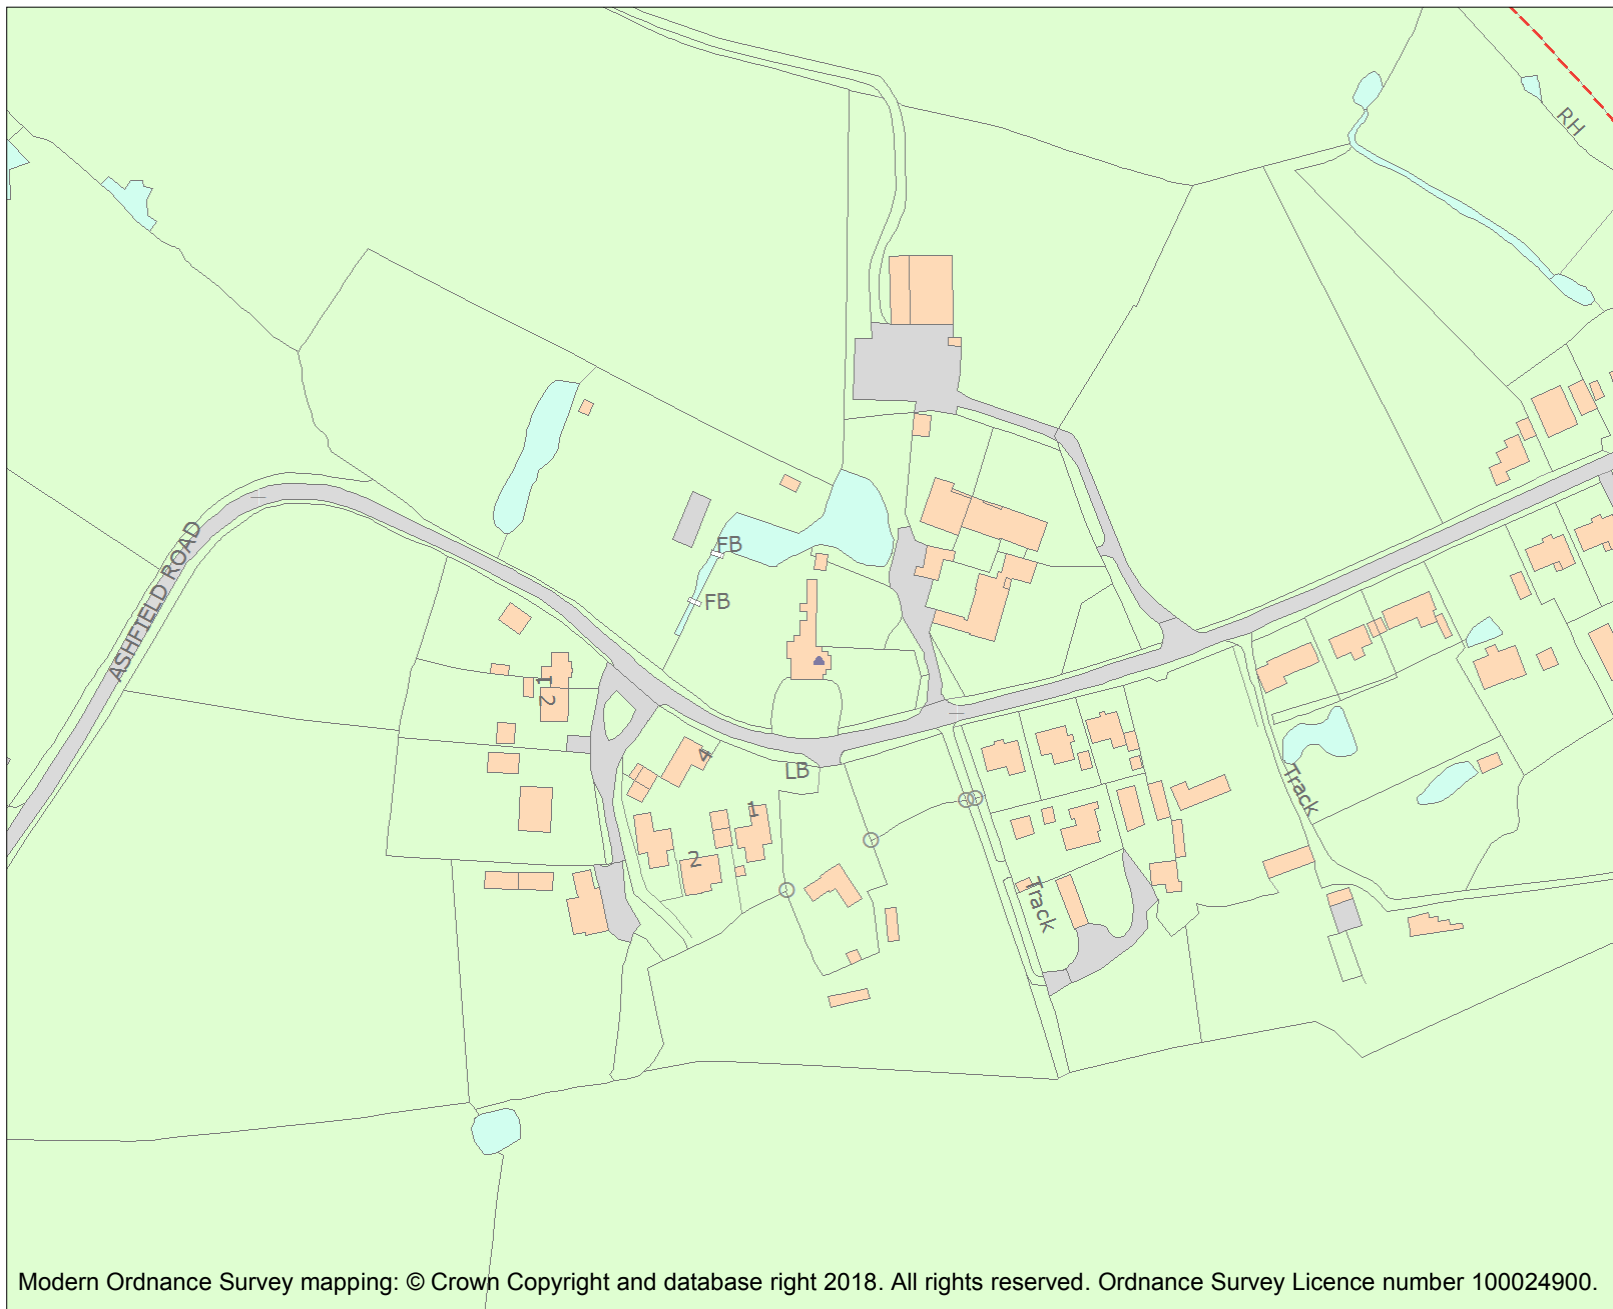 RH
ASHFIELD ROAD
FB
FB
1
2
4
LB
1
2
Track
Track
Modern Ordnance Survey mapping: © Crown Copyright and database right 2018. All rights reserved. Ordnance Survey Licence number 100024900.